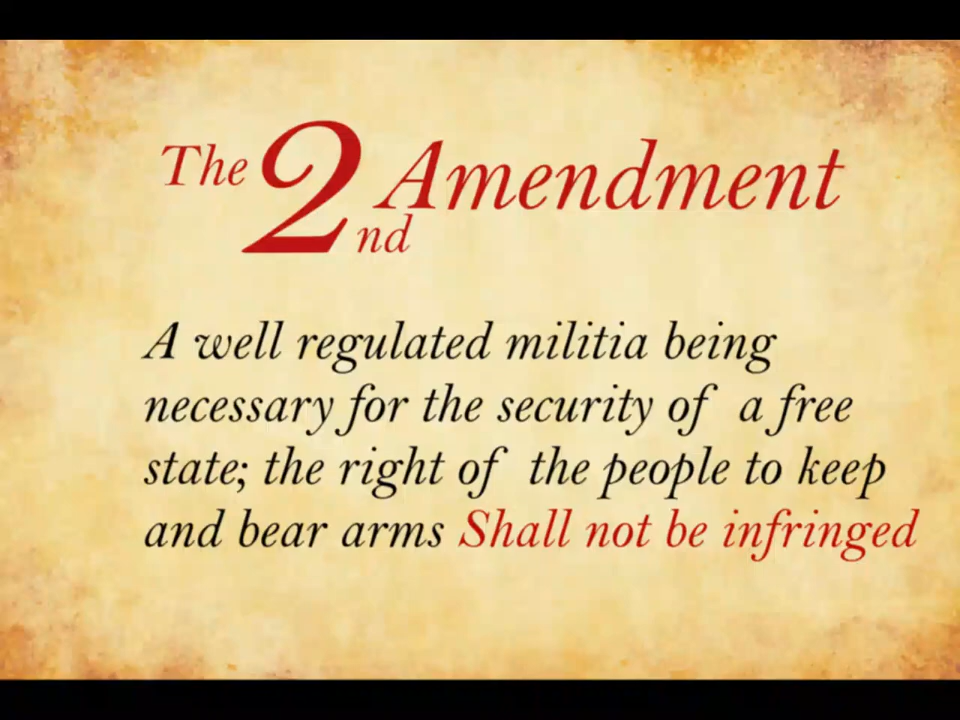 The 2nd Amendment
A well regulated militia being
necessary for the security of a free
state; the right of the people to keep
and bear arms Shall not be infringed